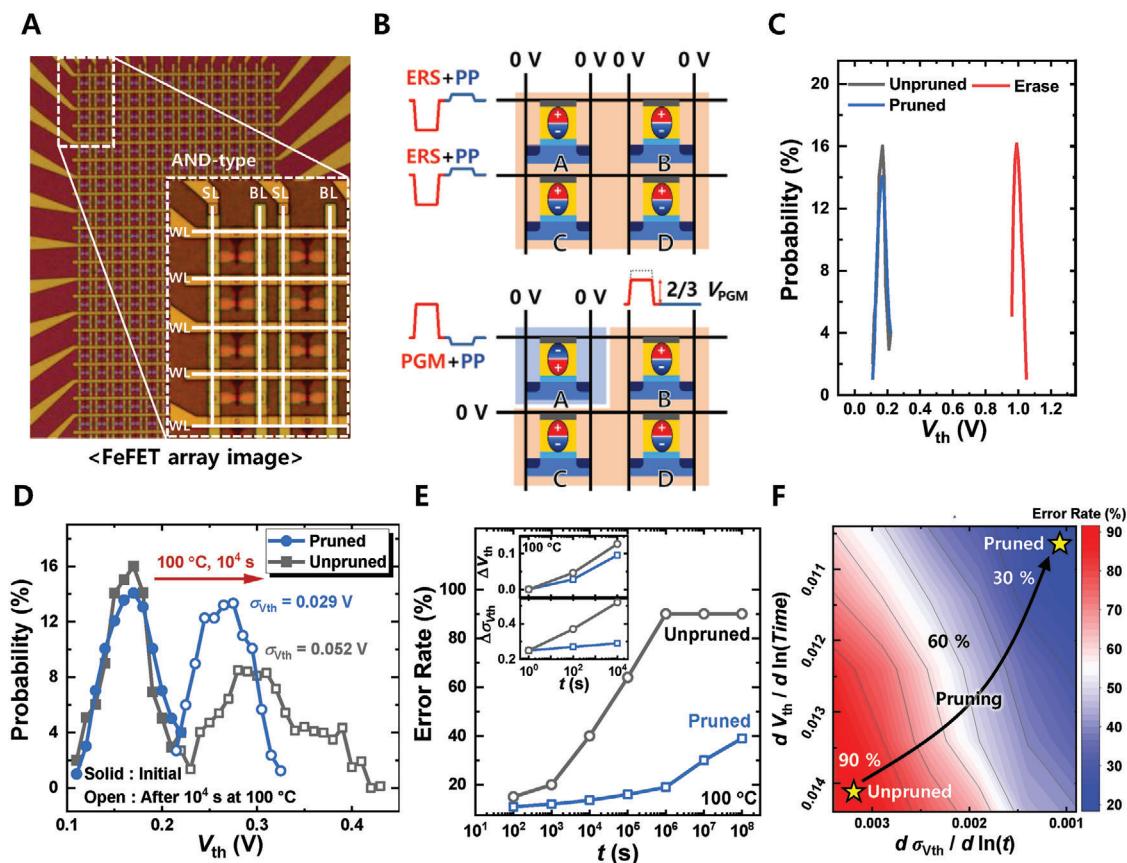 A
AND-type
SL
BL
SL
BL
WL
WL
WL
WL
WL
<FeFET array image>
B
0 V
0 V
0 V
0 V
ERS+PP
ERS+PP
A
B
C
D
0 V
0 V
2/3 VPGM
PGM+PP
0 V
A
B
C
D
C
Unpruned
Pruned
Erase
Probability (%)
20
16
12
8
4
0
0.0 0.2 0.4 0.6 0.8 1.0 1.2
Vth (V)
D
Pruned
Unpruned
100 °C, 10⁴ s
σVth = 0.029 V
σVth = 0.052 V
Solid : Initial
Open : After 10⁴ s at 100 °C
Probability (%)
20
16
12
8
4
0
0.1 0.2 0.3 0.4
Vth (V)
E
100 °C
ΔVth
0.1
0.0
ΔσVth
0.4
0.2
10⁰ 10² 10⁴
t (s)
Unpruned
Pruned
100 °C
Error Rate (%)
100
80
60
40
20
10¹ 10² 10³ 10⁴ 10⁵ 10⁶ 10⁷ 10⁸
t (s)
F
Error Rate (%)
90
80
70
60
50
40
30
20
Pruned
30 %
60 %
Pruning
90 %
Unpruned
d Vth / d ln(Time)
0.011
0.012
0.013
0.014
0.003 0.002 0.001
d σVth / d ln(t)